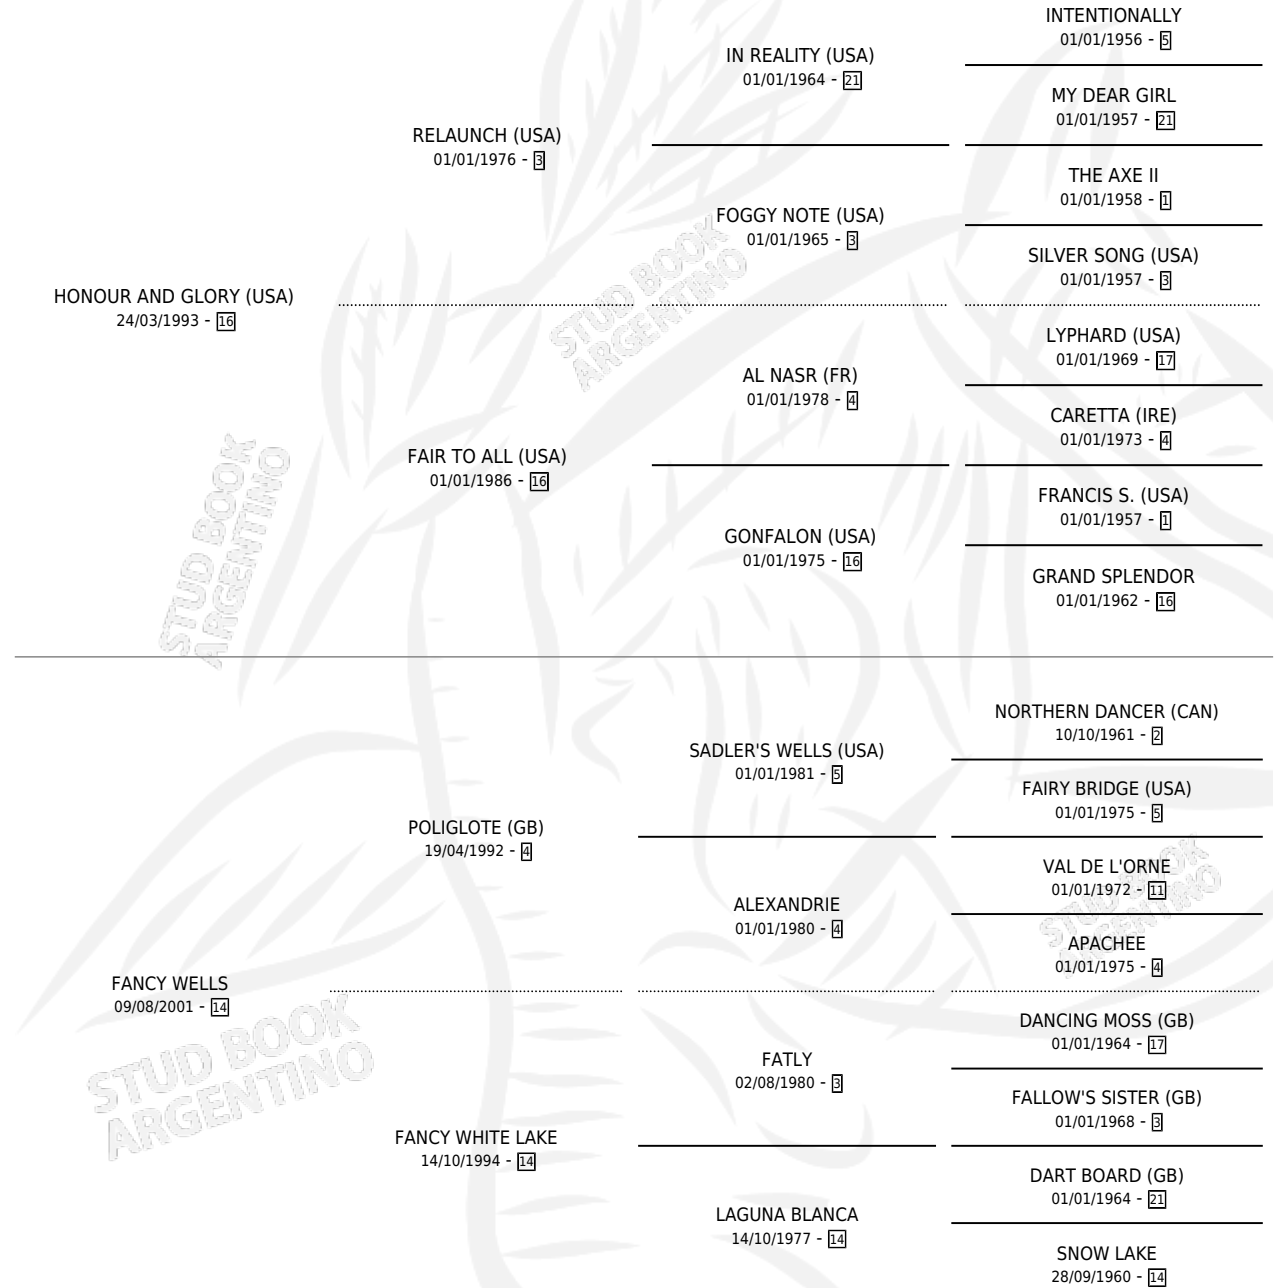 INTENTIONALLY
01/01/1956 - 5
IN REALITY (USA)
01/01/1964 - 21
MY DEAR GIRL
01/01/1957 - 21
RELAUNCH (USA)
01/01/1976 - 3
THE AXE II
01/01/1958 - 1
FOGGY NOTE (USA)
01/01/1965 - 3
SILVER SONG (USA)
01/01/1957 - 3
HONOUR AND GLORY (USA)
24/03/1993 - 16
LYPHARD (USA)
01/01/1969 - 17
AL NASR (FR)
01/01/1978 - 4
CARETTA (IRE)
01/01/1973 - 4
FAIR TO ALL (USA)
01/01/1986 - 16
FRANCIS S. (USA)
01/01/1957 - 1
GONFALON (USA)
01/01/1975 - 16
GRAND SPLENDOR
01/01/1962 - 16
NORTHERN DANCER (CAN)
10/10/1961 - 2
SADLER'S WELLS (USA)
01/01/1981 - 5
FAIRY BRIDGE (USA)
01/01/1975 - 5
POLIGLOTE (GB)
19/04/1992 - 4
VAL DE L'ORNE
01/01/1972 - 11
ALEXANDRIE
01/01/1980 - 4
APACHEE
01/01/1975 - 4
FANCY WELLS
09/08/2001 - 14
DANCING MOSS (GB)
01/01/1964 - 17
FATLY
02/08/1980 - 3
FALLOW'S SISTER (GB)
01/01/1968 - 3
FANCY WHITE LAKE
14/10/1994 - 14
DART BOARD (GB)
01/01/1964 - 21
LAGUNA BLANCA
14/10/1977 - 14
SNOW LAKE
28/09/1960 - 14
STUD BOOK
ARGENTINO
STUD BOOK
ARGENTINO
STUD BOOK
ARGENTINO
STUD BOOK
ARGENTINO